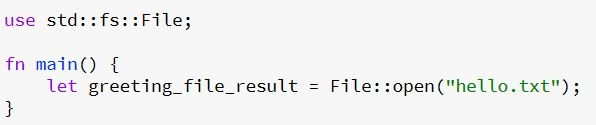 use std::fs::File;
fn main() {
    let greeting_file_result = File::open("hello.txt");
}